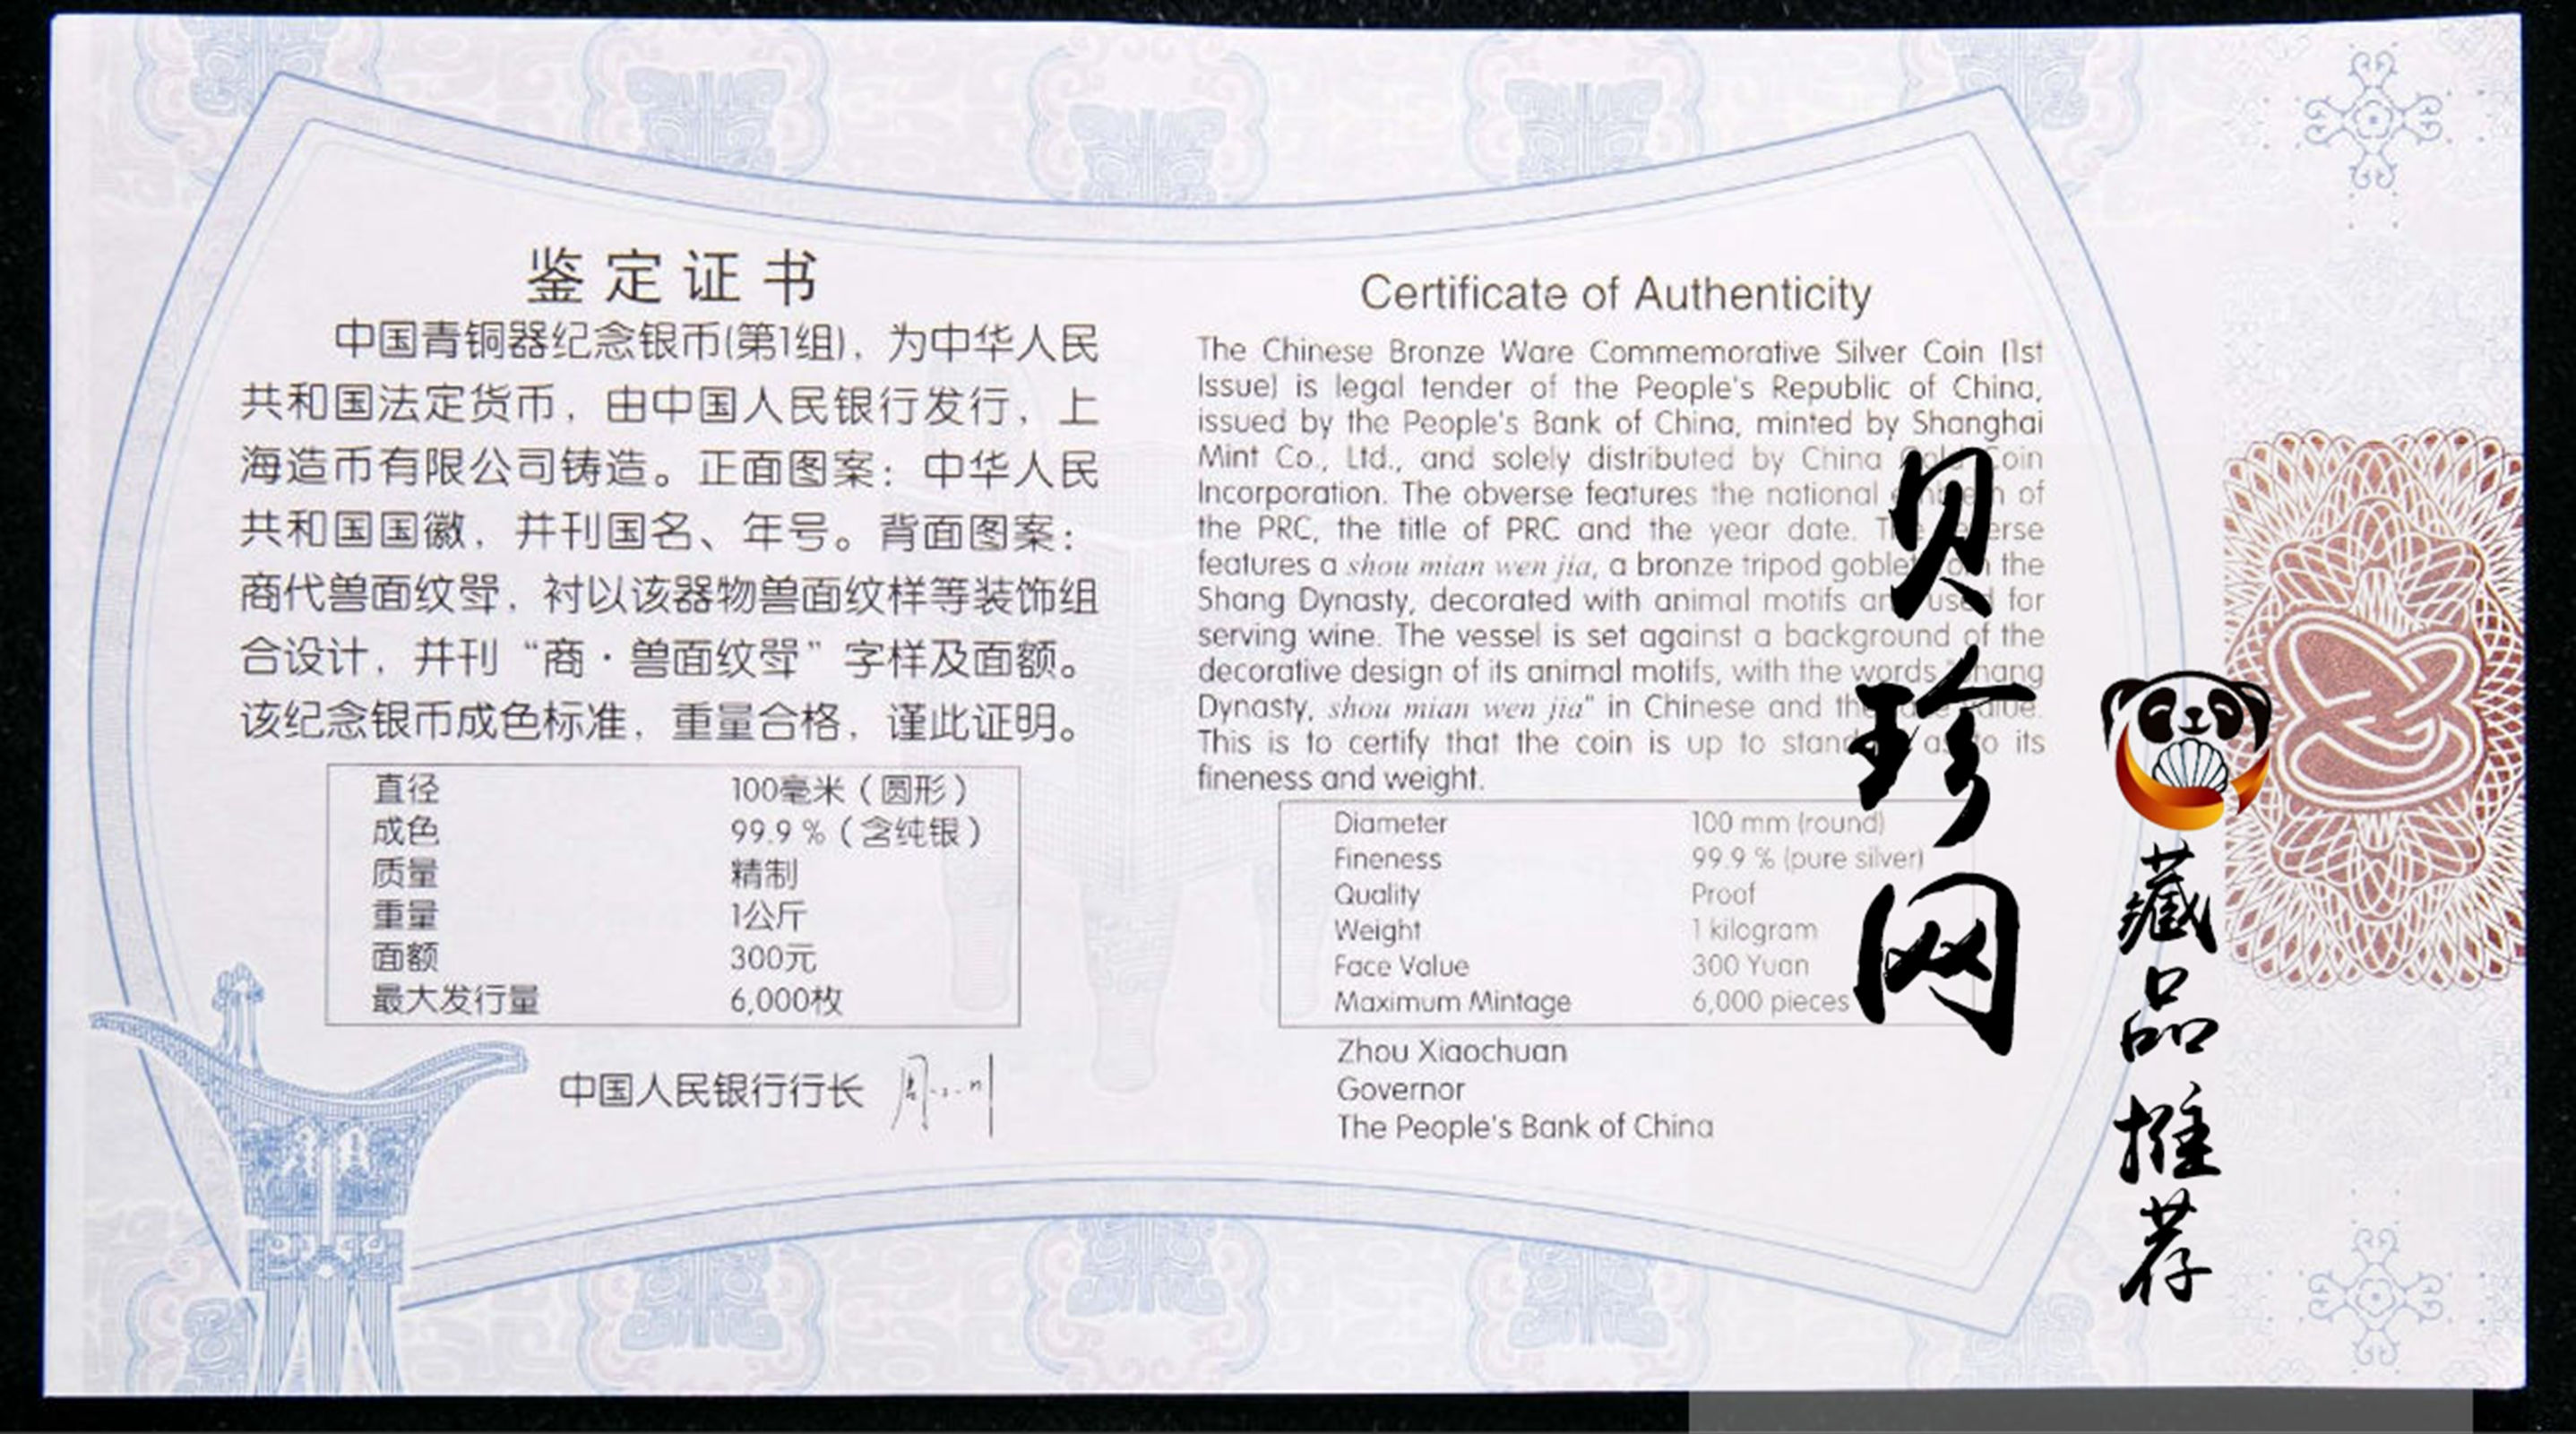 鉴定证书
中国青铜器纪念银币(第1组)，为中华人民
共和国法定货币，由中国人民银行发行，上
海造币有限公司铸造。正面图案：中华人民
共和国国徽，并刊国名、年号。背面图案：
商代兽面纹斝，衬以该器物兽面纹样等装饰组
合设计，并刊“商·兽面纹斝”字样及面额。
该纪念银币成色标准，重量合格，谨此证明。
直径 100毫米（圆形）
成色 99.9 %（含纯银）
质量 精制
重量 1公斤
面额 300元
最大发行量 6,000枚
中国人民银行行长
Certificate of Authenticity
The Chinese Bronze Ware Commemorative Silver Coin (1st
Issue) is legal tender of the People's Republic of China,
issued by the People's Bank of China, minted by Shanghai
Mint Co., Ltd., and solely distributed by China Gold Coin
Incorporation. The obverse features the national emblem of
the PRC, the title of PRC and the year date. The reverse
features a shou mian wen jia, a bronze tripod goblet from the
Shang Dynasty, decorated with animal motifs and used for
serving wine. The vessel is set against a background of the
decorative design of its animal motifs, with the words "Shang
Dynasty, shou mian wen jia" in Chinese and the face value.
This is to certify that the coin is up to standard as to its
fineness and weight.
Diameter 100 mm (round)
Fineness 99.9 % (pure silver)
Quality Proof
Weight 1 kilogram
Face Value 300 Yuan
Maximum Mintage 6,000 pieces
Zhou Xiaochuan
Governor
The People's Bank of China
贝珍网
藏品推荐